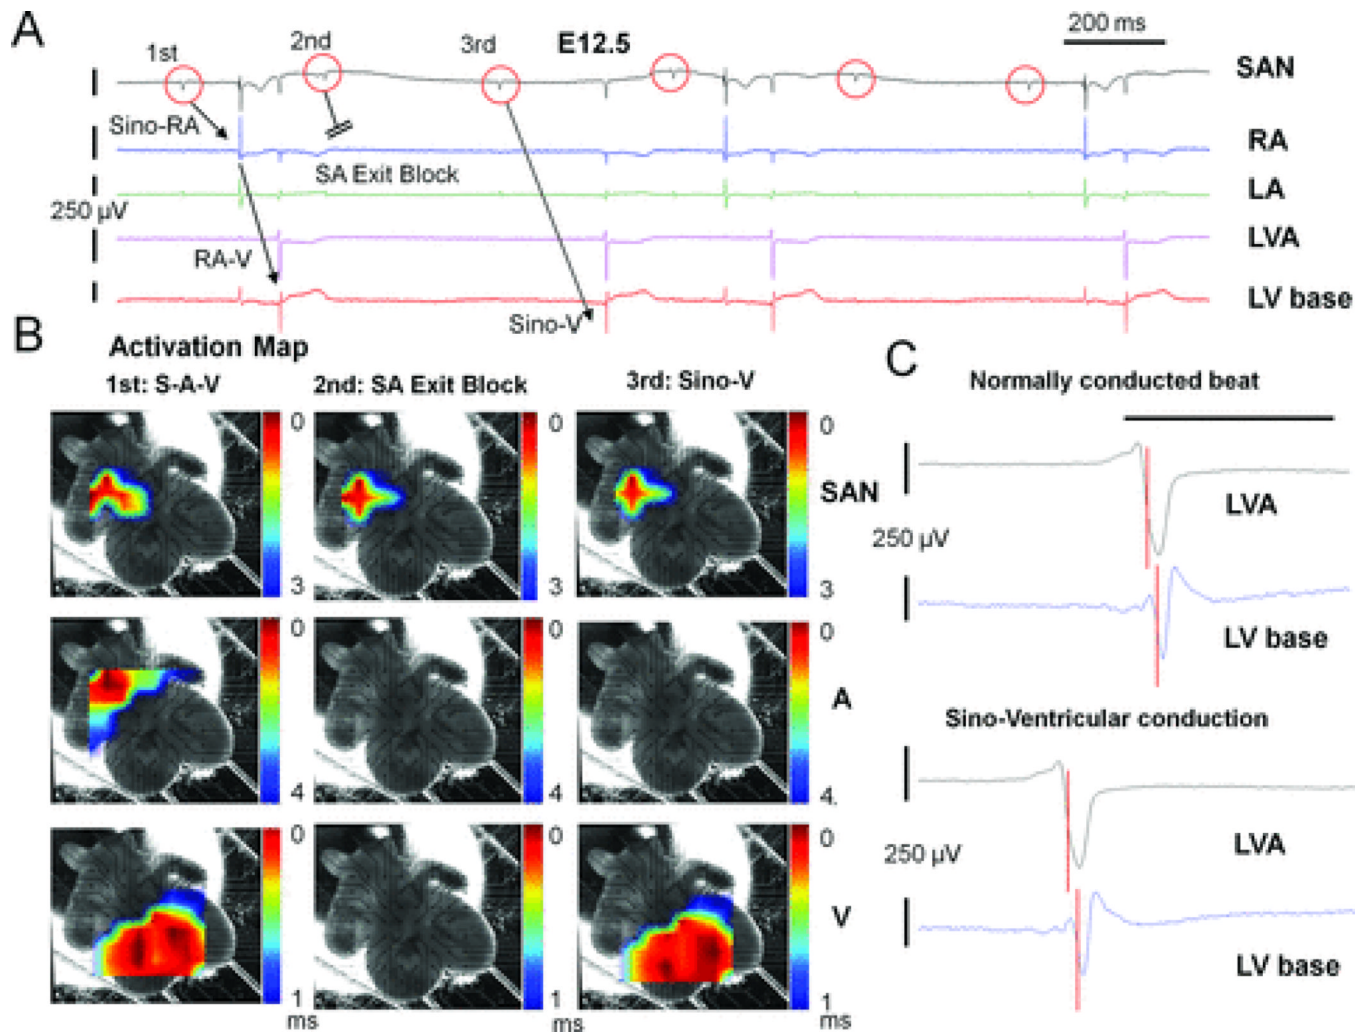 A
1st
2nd
3rd
E12.5
200 ms
SAN
Sino-RA
RA
SA Exit Block
LA
250 µV
RA-V
LVA
Sino-V
LV base
B
Activation Map
1st: S-A-V
2nd: SA Exit Block
3rd: Sino-V
0
0
0
SAN
3
3
3
0
0
0
A
4
4
4.
0
0
0
V
1
1
1
ms
ms
ms
C
Normally conducted beat
LVA
250 µV
LV base
Sino-Ventricular conduction
LVA
250 µV
LV base